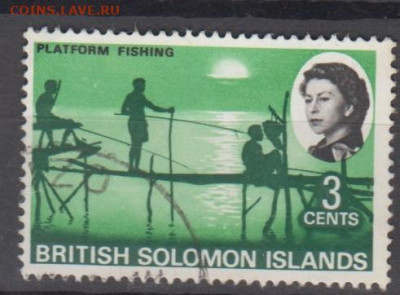 COINS.LAVE.RU
PLATFORM FISHING
3
CENTS
BRITISH SOLOMON ISLANDS